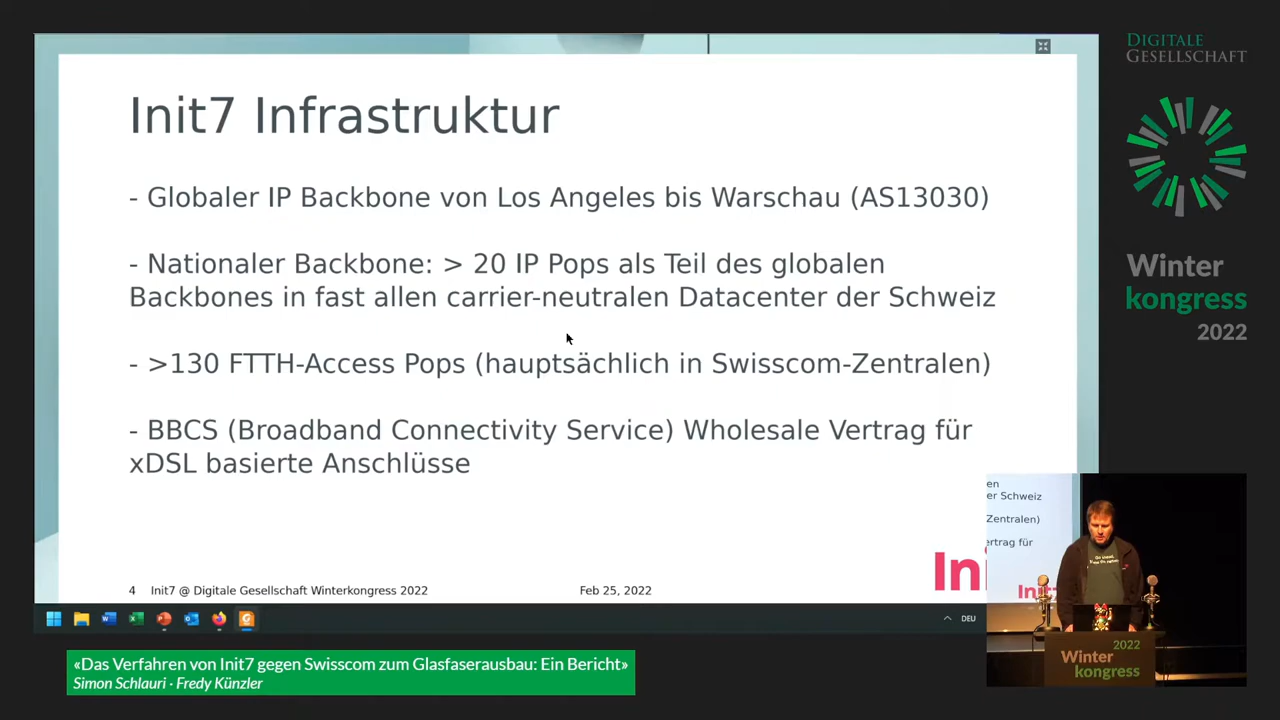 DIGITALE
GESELLSCHAFT
Init7 Infrastruktur
- Globaler IP Backbone von Los Angeles bis Warschau (AS13030)
- Nationaler Backbone: > 20 IP Pops als Teil des globalen
Backbones in fast allen carrier-neutralen Datacenter der Schweiz
- >130 FTTH-Access Pops (hauptsächlich in Swisscom-Zentralen)
- BBCS (Broadband Connectivity Service) Wholesale Vertrag für
xDSL basierte Anschlüsse
Winter
kongress
2022
4 Init7 @ Digitale Gesellschaft Winterkongress 2022
Feb 25, 2022
Ini
DEU
en
der Schweiz
Zentralen)
ertrag für
Init
2022
Winter
kongress
«Das Verfahren von Init7 gegen Swisscom zum Glasfaserausbau: Ein Bericht»
Simon Schlauri · Fredy Künzler